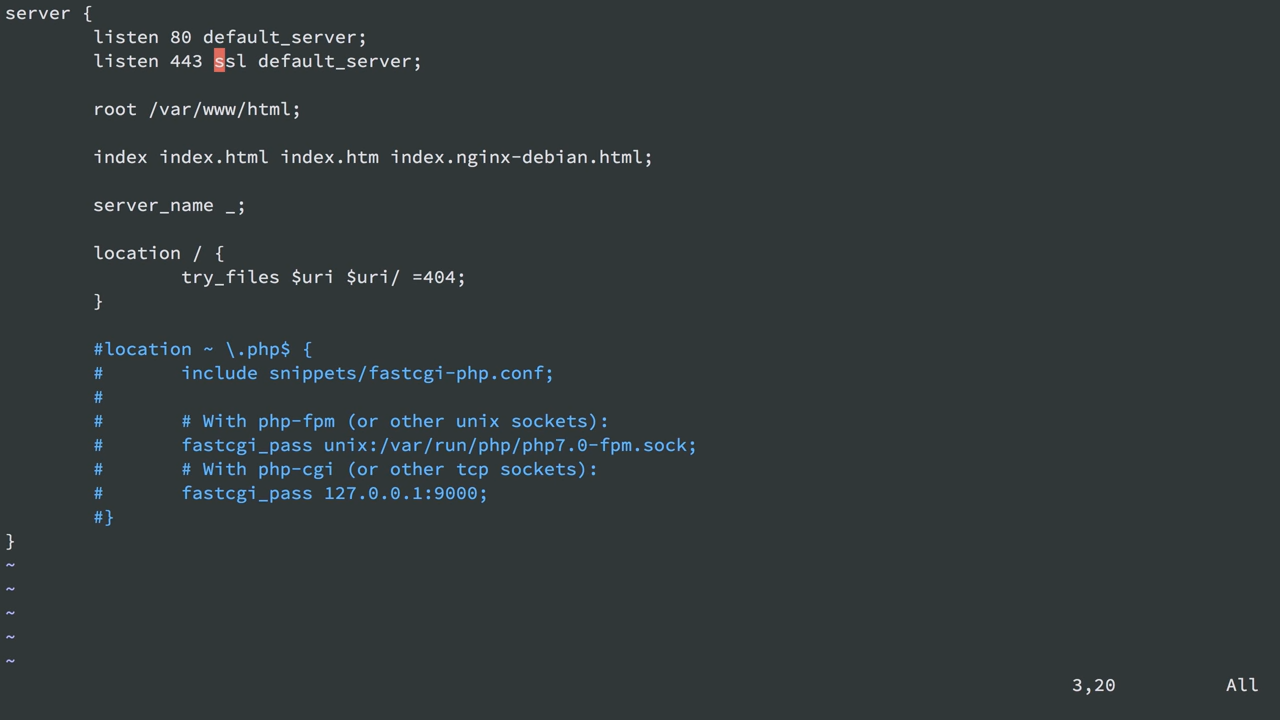 server {
        listen 80 default_server;
        listen 443 ssl default_server;

        root /var/www/html;

        index index.html index.htm index.nginx-debian.html;

        server_name _;

        location / {
                try_files $uri $uri/ =404;
        }

        #location ~ \.php$ {
        #       include snippets/fastcgi-php.conf;
        #
        #       # With php-fpm (or other unix sockets):
        #       fastcgi_pass unix:/var/run/php/php7.0-fpm.sock;
        #       # With php-cgi (or other tcp sockets):
        #       fastcgi_pass 127.0.0.1:9000;
        #}
}
~
~
~
~
~
3,20          All